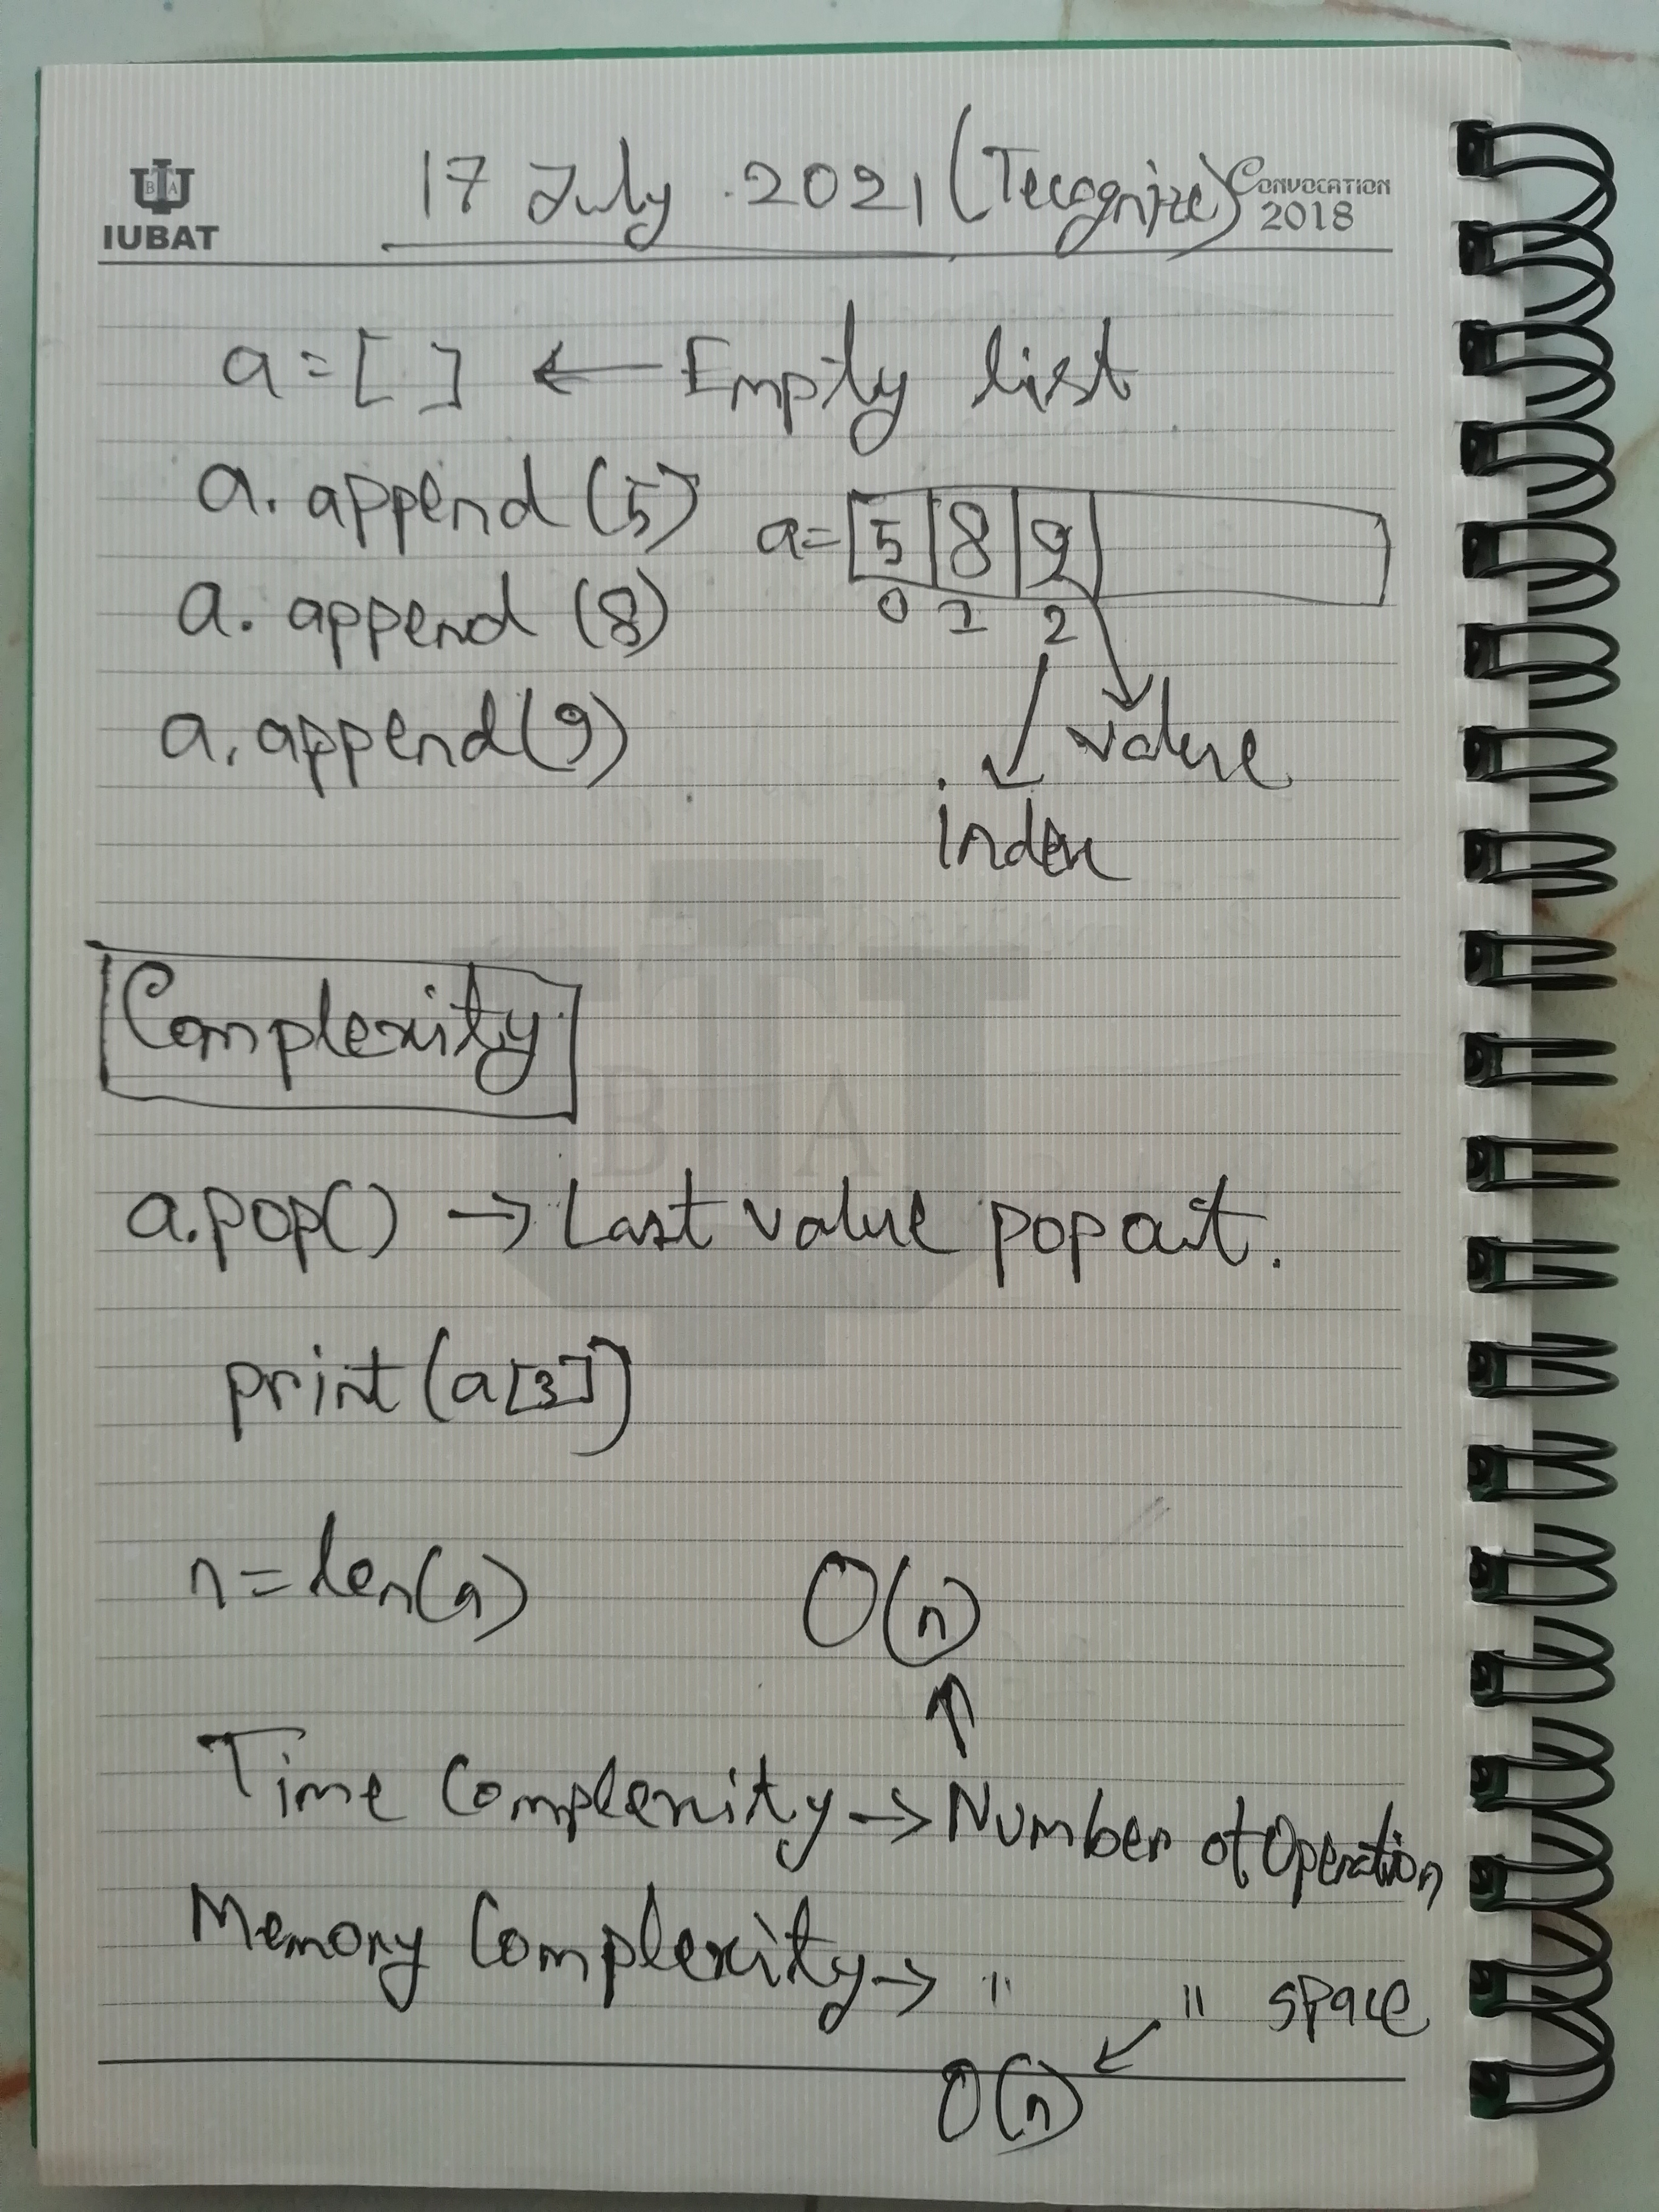 IUBAT
17 July 2021 (Tecognize)
CONVOCATION
2018
a = [ ] ← Empty list
a. append (5)
a = 5 8 9
0 1 2
a. append (8)
a. append (9)
value
index
Complexity
a.pop() → Last value pop out.
print (a[3])
n = len(a)
O(n)
↑
Time Complexity → Number of Operation
Memory Complexity → " " space
O(n)